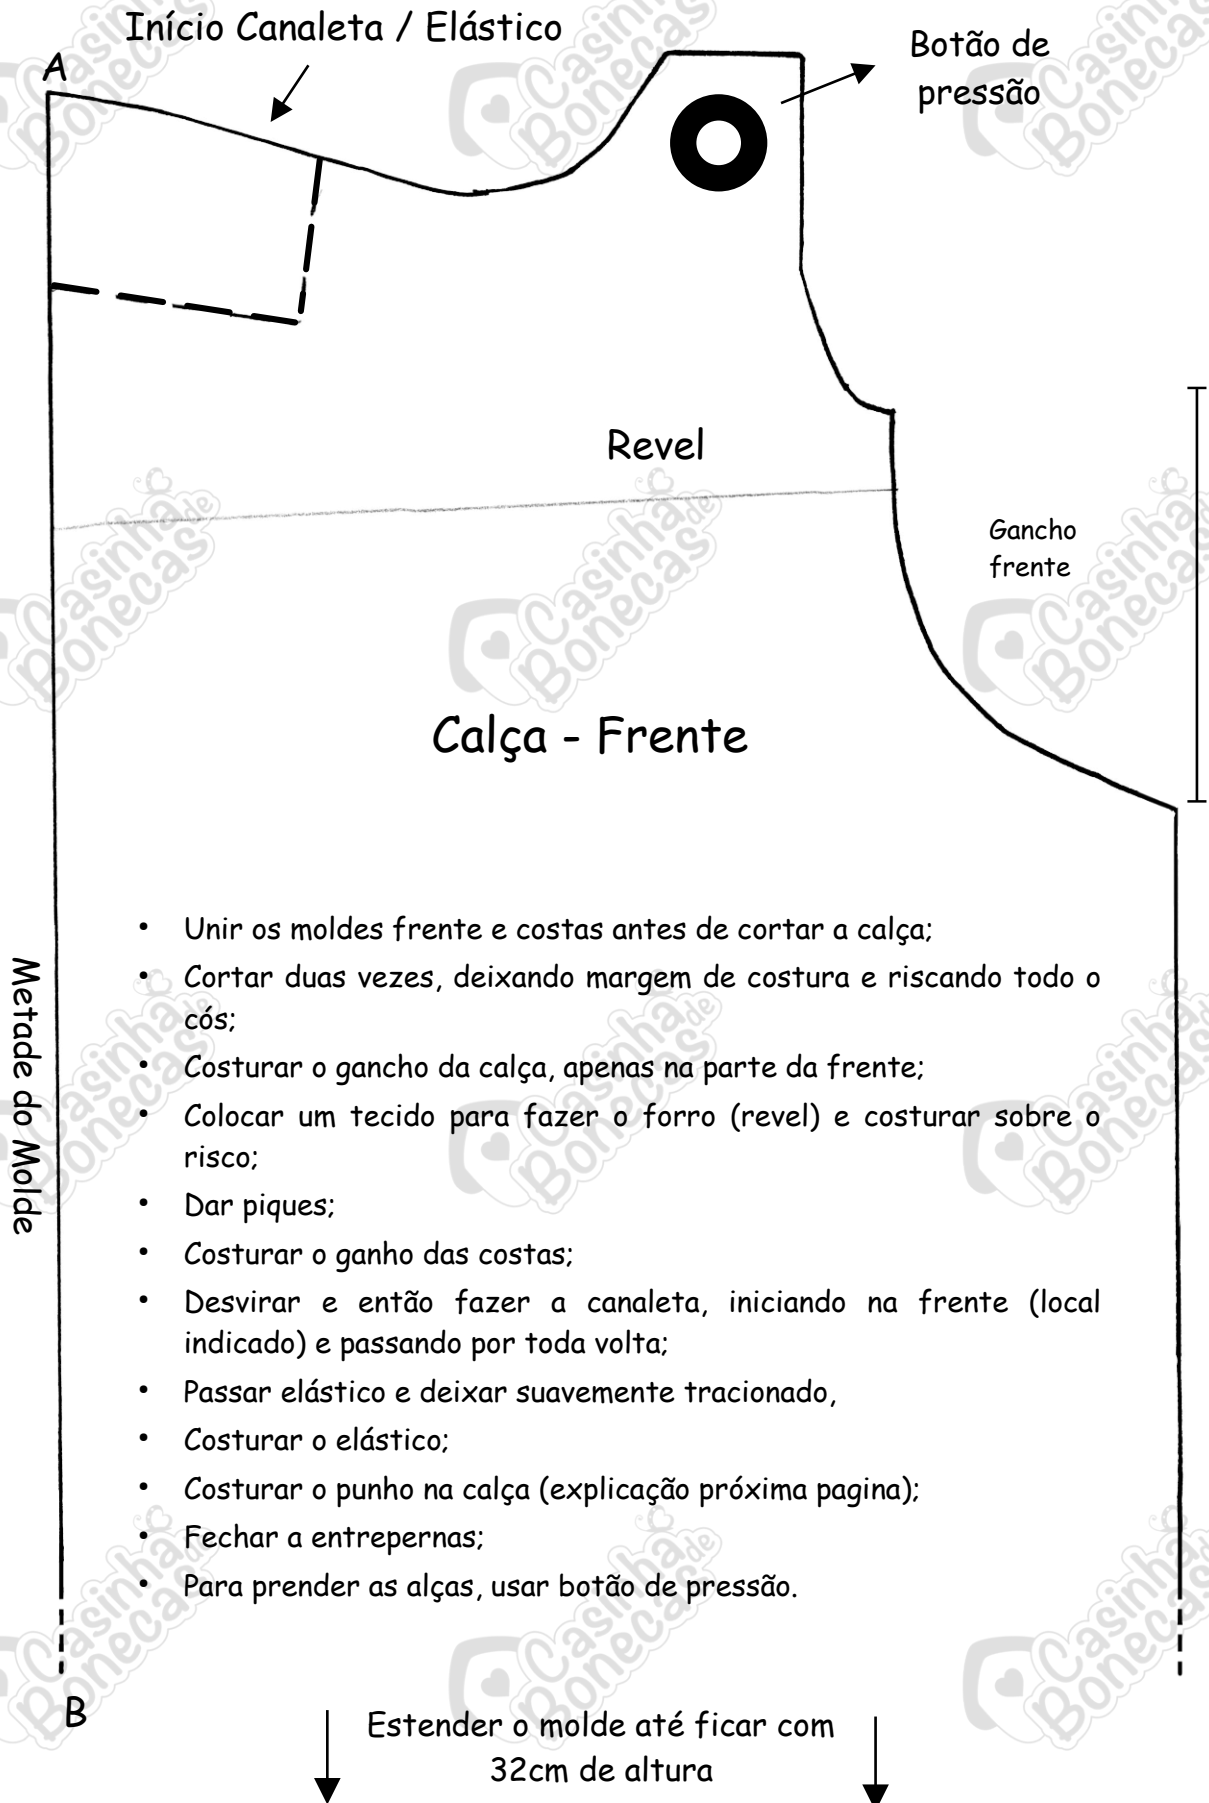 Início Canaleta / Elástico
Botão de
pressão
A
Revel
Gancho
frente
Calça - Frente
Metade do Molde
• Unir os moldes frente e costas antes de cortar a calça;
• Cortar duas vezes, deixando margem de costura e riscando todo o
cós;
• Costurar o gancho da calça, apenas na parte da frente;
• Colocar um tecido para fazer o forro (revel) e costurar sobre o
risco;
• Dar piques;
• Costurar o ganho das costas;
• Desvirar e então fazer a canaleta, iniciando na frente (local
indicado) e passando por toda volta;
• Passar elástico e deixar suavemente tracionado,
• Costurar o elástico;
• Costurar o punho na calça (explicação próxima pagina);
• Fechar a entrepernas;
• Para prender as alças, usar botão de pressão.
B
Estender o molde até ficar com
32cm de altura
Casinha de
Bonecas